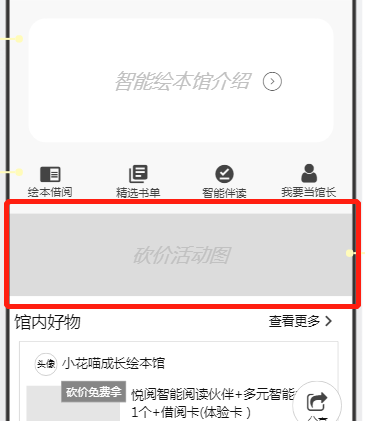 智能绘本馆介绍
绘本借阅 精选书单 智能伴读 我要当馆长
砍价活动图
馆内好物 查看更多
头像 小花喵成长绘本馆
砍价免费拿 悦阅智能阅读伙伴+多元智能
1个+借阅卡(体验卡)